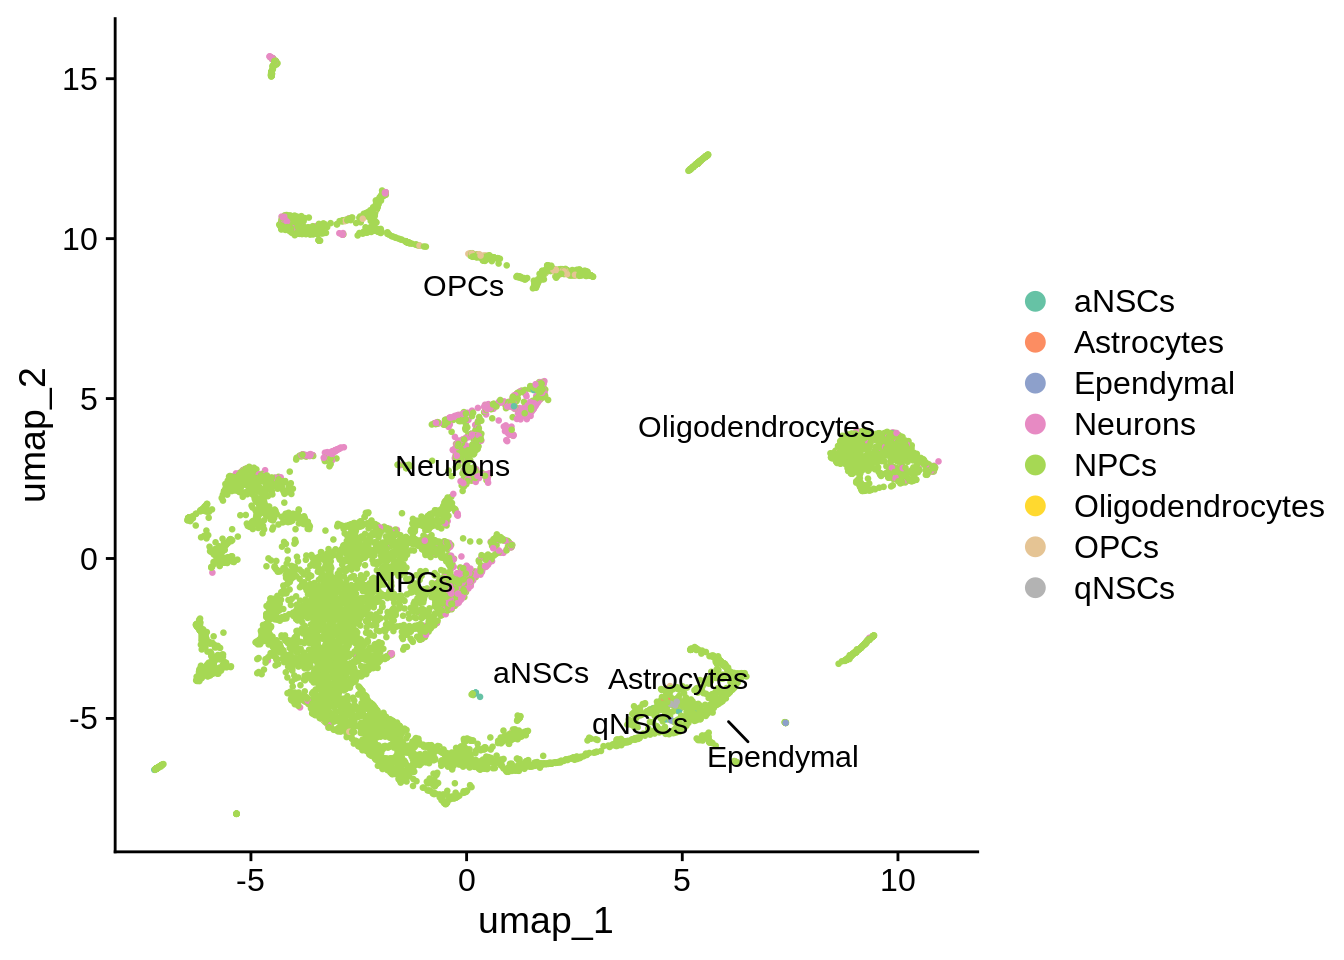 15
10
5
0
-5
umap_2
OPCs
Oligodendrocytes
Neurons
NPCs
aNSCs
Astrocytes
qNSCs
Ependymal
-5
0
5
10
umap_1
aNSCs
Astrocytes
Ependymal
Neurons
NPCs
Oligodendrocytes
OPCs
qNSCs